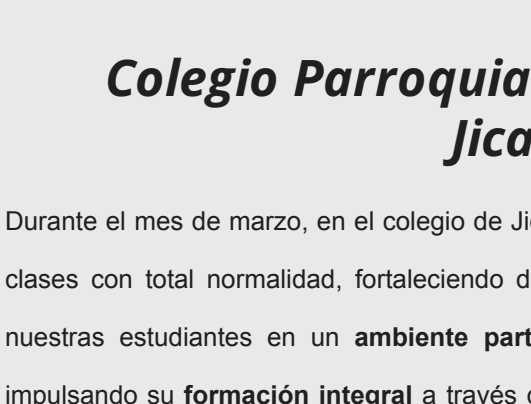 Colegio Parroquia
Jica
Durante el mes de marzo, en el colegio de Ji
clases con total normalidad, fortaleciendo d
nuestras estudiantes en un ambiente part
impulsando su formación integral a través